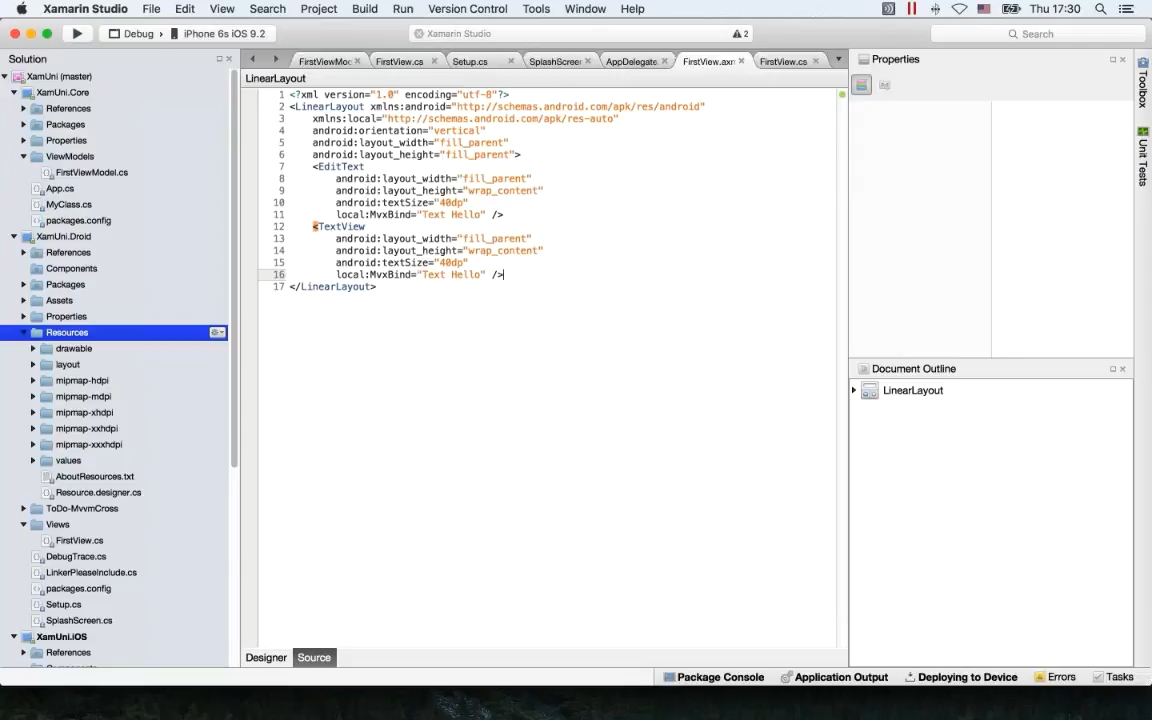 Xamarin Studio File Edit View Search Project Build Run Version Control Tools Window Help Thu 17:30
Debug › iPhone 6s iOS 9.2 Xamarin Studio 2 Search
Solution
XamUni (master)
XamUni.Core
References
Packages
Properties
ViewModels
FirstViewModel.cs
App.cs
MyClass.cs
packages.config
XamUni.Droid
References
Components
Packages
Assets
Properties
Resources
drawable
layout
mipmap-hdpi
mipmap-mdpi
mipmap-xhdpi
mipmap-xxhdpi
mipmap-xxxhdpi
values
AboutResources.txt
Resource.designer.cs
ToDo-MvvmCross
Views
FirstView.cs
DebugTrace.cs
LinkerPleaseInclude.cs
packages.config
Setup.cs
SplashScreen.cs
XamUni.iOS
References
FirstViewMoc FirstView.cs Setup.cs SplashScree AppDelegate. FirstView.axn FirstView.cs
LinearLayout
1 <?xml version="1.0" encoding="utf-8"?>
2 <LinearLayout xmlns:android="http://schemas.android.com/apk/res/android"
3 xmlns:local="http://schemas.android.com/apk/res-auto"
4 android:orientation="vertical"
5 android:layout_width="fill_parent"
6 android:layout_height="fill_parent">
7 <EditText
8 android:layout_width="fill_parent"
9 android:layout_height="wrap_content"
10 android:textSize="40dp"
11 local:MvxBind="Text Hello" />
12 <TextView
13 android:layout_width="fill_parent"
14 android:layout_height="wrap_content"
15 android:textSize="40dp"
16 local:MvxBind="Text Hello" />
17 </LinearLayout>
Designer Source
Properties
Document Outline
LinearLayout
Toolbox
Unit Tests
Package Console Application Output Deploying to Device Errors Tasks